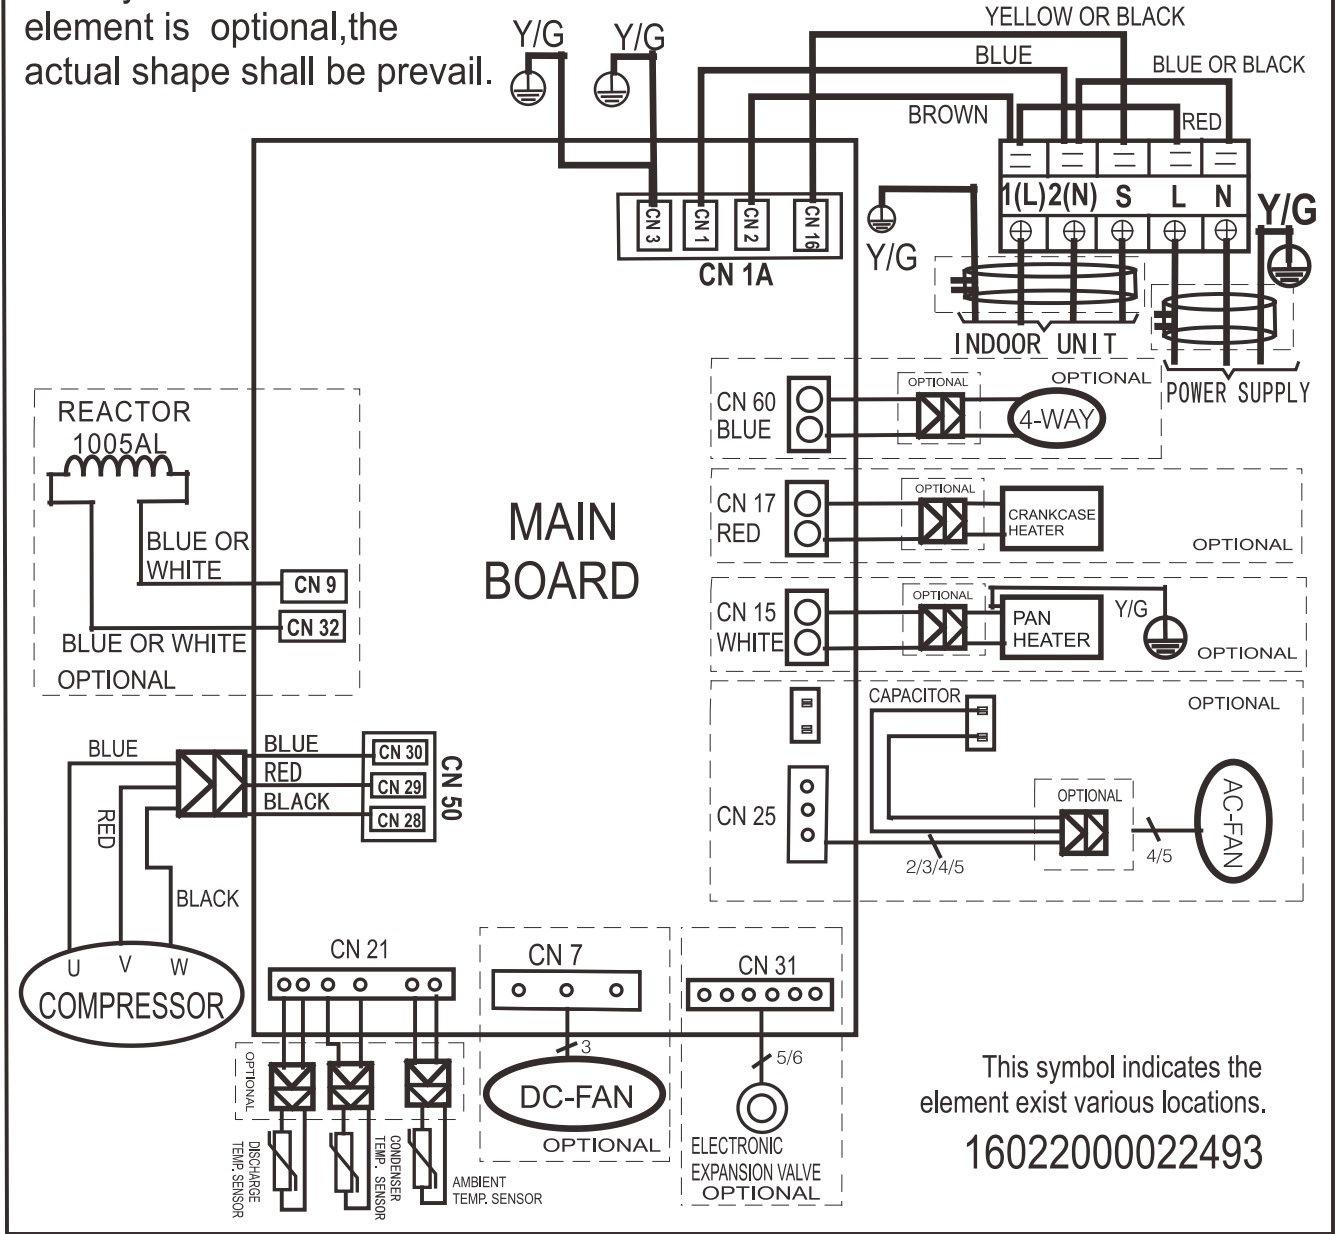 element is optional,the
actual shape shall be prevail.
Y/G
Y/G
YELLOW OR BLACK
BLUE
BLUE OR BLACK
BROWN
RED
1(L) 2(N) S L N
Y/G
Y/G
CN 3
CN 1
CN 2
CN 16
CN 1A
INDOOR UNIT
POWER SUPPLY
REACTOR
1005AL
BLUE OR
WHITE
CN 9
CN 32
BLUE OR WHITE
OPTIONAL
MAIN
BOARD
CN 60
BLUE
OPTIONAL
OPTIONAL
4-WAY
CN 17
RED
OPTIONAL
CRANKCASE
HEATER
OPTIONAL
CN 15
WHITE
OPTIONAL
PAN
HEATER
Y/G
OPTIONAL
CAPACITOR
OPTIONAL
CN 25
2/3/4/5
OPTIONAL
4/5
AC-FAN
BLUE
RED
BLACK
BLUE
RED
BLACK
CN 30
CN 29
CN 28
CN 50
U V W
COMPRESSOR
CN 21
OPTIONAL
DISCHARGE
TEMP. SENSOR
CONDENSER
TEMP. SENSOR
AMBIENT
TEMP. SENSOR
CN 7
3
DC-FAN
OPTIONAL
CN 31
5/6
ELECTRONIC
EXPANSION VALVE
OPTIONAL
This symbol indicates the
element exist various locations.
16022000022493